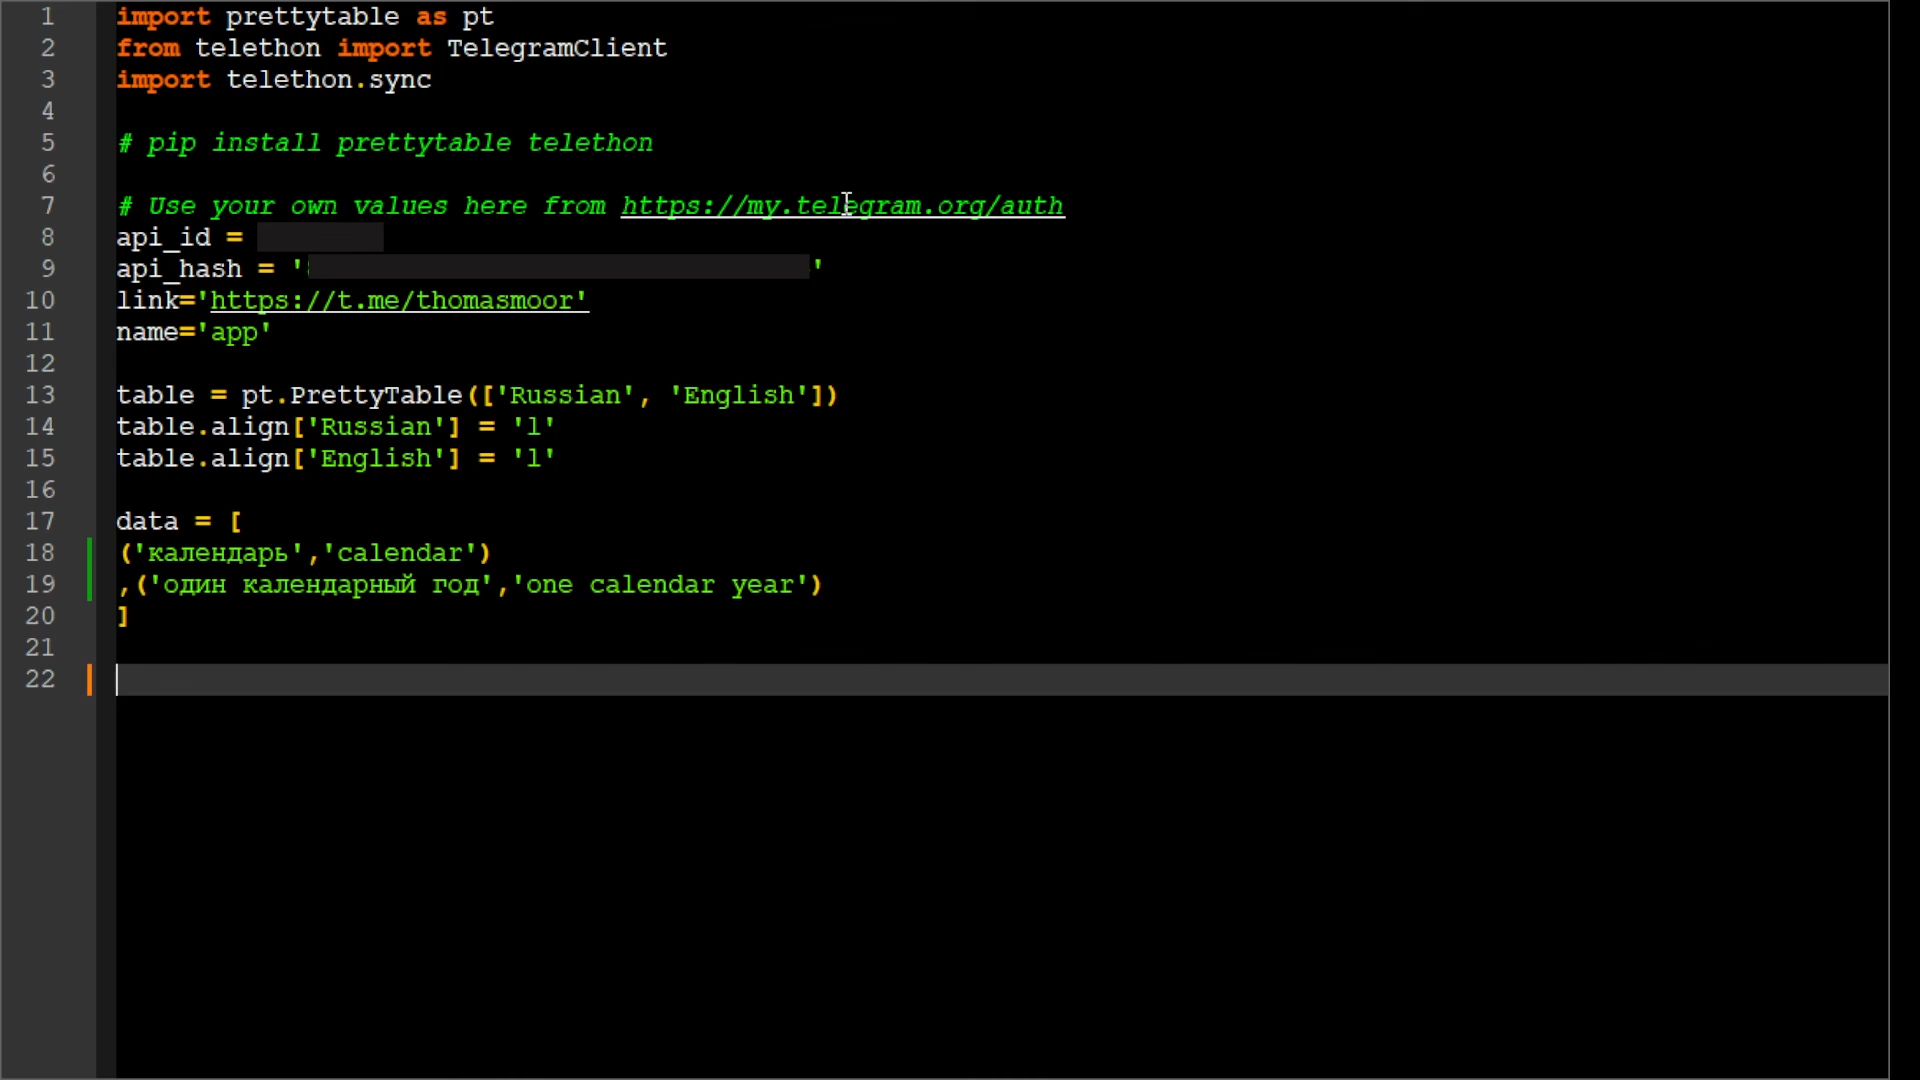 1 import prettytable as pt
2 from telethon import TelegramClient
3 import telethon.sync
4
5 # pip install prettytable telethon
6
7 # Use your own values here from https://my.telegram.org/auth
8 api_id =
9 api_hash = ' '
10 link='https://t.me/thomasmoor'
11 name='app'
12
13 table = pt.PrettyTable(['Russian', 'English'])
14 table.align['Russian'] = 'l'
15 table.align['English'] = 'l'
16
17 data = [
18 ('календарь','calendar')
19 ,('один календарный год','one calendar year')
20 ]
21
22